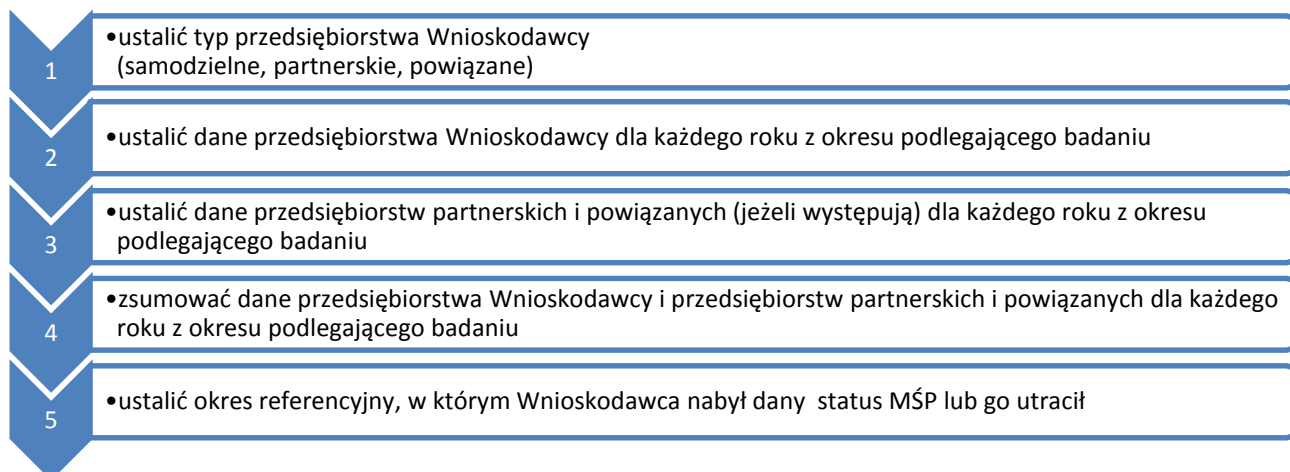 1
•ustalić typ przedsiębiorstwa Wnioskodawcy
(samodzielne, partnerskie, powiązane)
2
•ustalić dane przedsiębiorstwa Wnioskodawcy dla każdego roku z okresu podlegającego badaniu
3
•ustalić dane przedsiębiorstw partnerskich i powiązanych (jeżeli występują) dla każdego roku z okresu
podlegającego badaniu
4
•zsumować dane przedsiębiorstwa Wnioskodawcy i przedsiębiorstw partnerskich i powiązanych dla każdego
roku z okresu podlegającego badaniu
5
•ustalić okres referencyjny, w którym Wnioskodawca nabył dany status MŚP lub go utracił